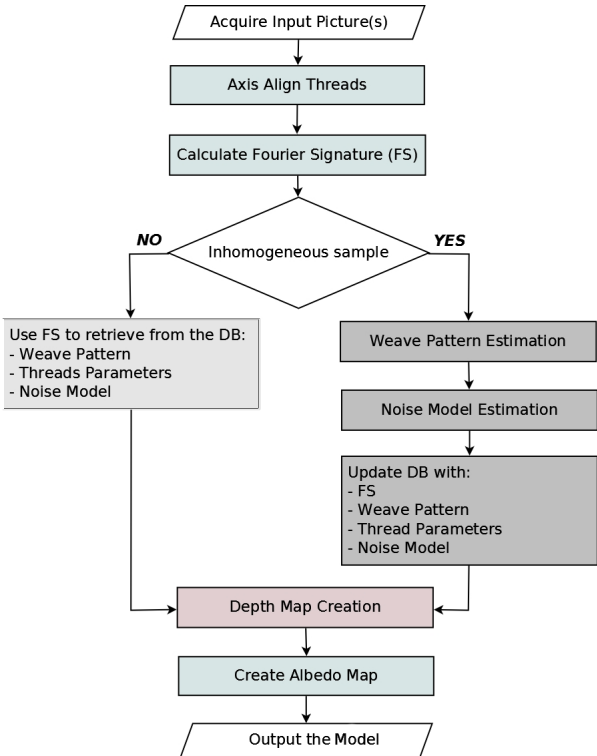 Acquire Input Picture(s)
Axis Align Threads
Calculate Fourier Signature (FS)
Inhomogeneous sample
NO
YES
Use FS to retrieve from the DB:
- Weave Pattern
- Threads Parameters
- Noise Model
Weave Pattern Estimation
Noise Model Estimation
Update DB with:
- FS
- Weave Pattern
- Thread Parameters
- Noise Model
Depth Map Creation
Create Albedo Map
Output the Model